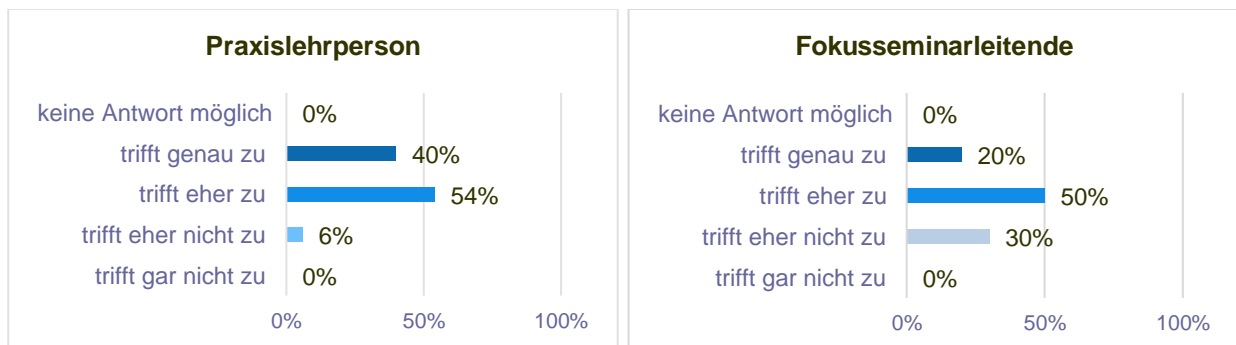 Praxislehrperson
keine Antwort möglich 0%
trifft genau zu 40%
trifft eher zu 54%
trifft eher nicht zu 6%
trifft gar nicht zu 0%
0% 50% 100%
Fokusseminarleitende
keine Antwort möglich 0%
trifft genau zu 20%
trifft eher zu 50%
trifft eher nicht zu 30%
trifft gar nicht zu 0%
0% 50% 100%